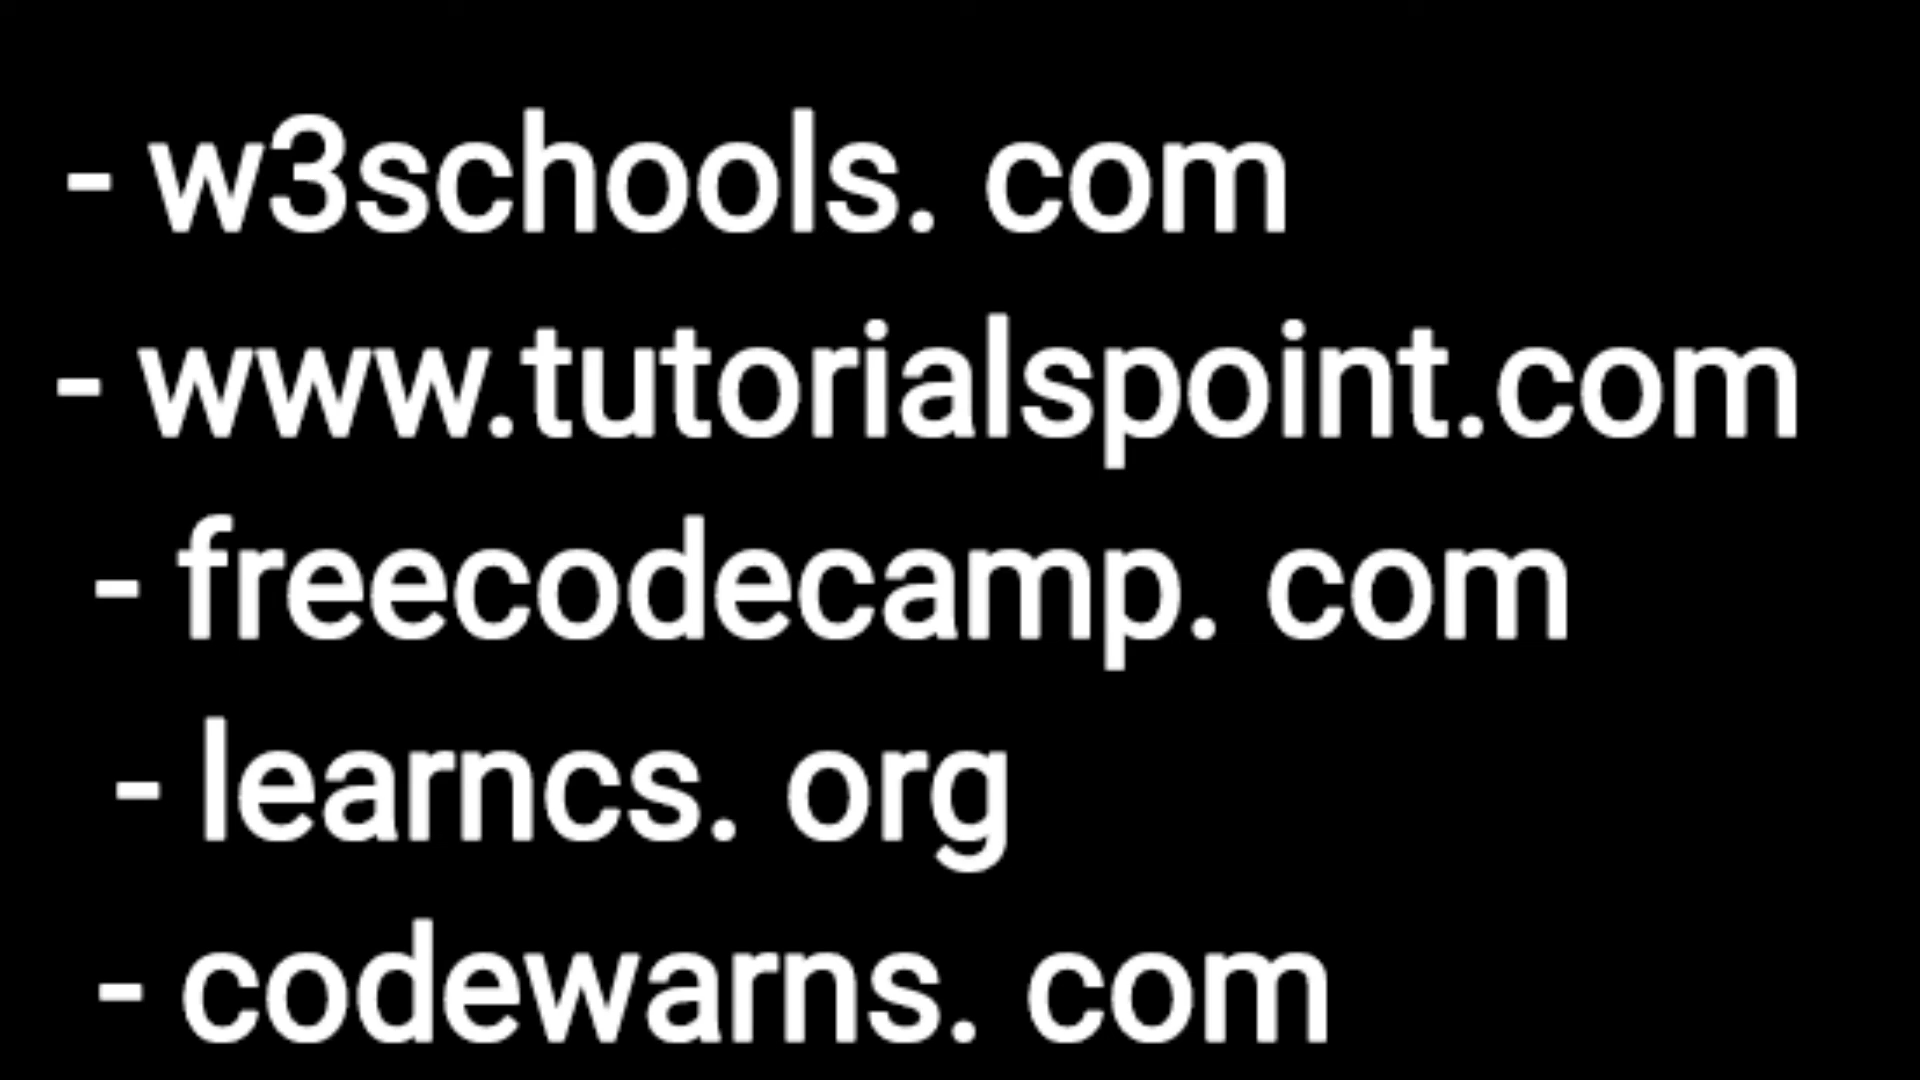 - w3schools. com
- www.tutorialspoint.com
- freecodecamp. com
- learncs. org
- codewarns. com